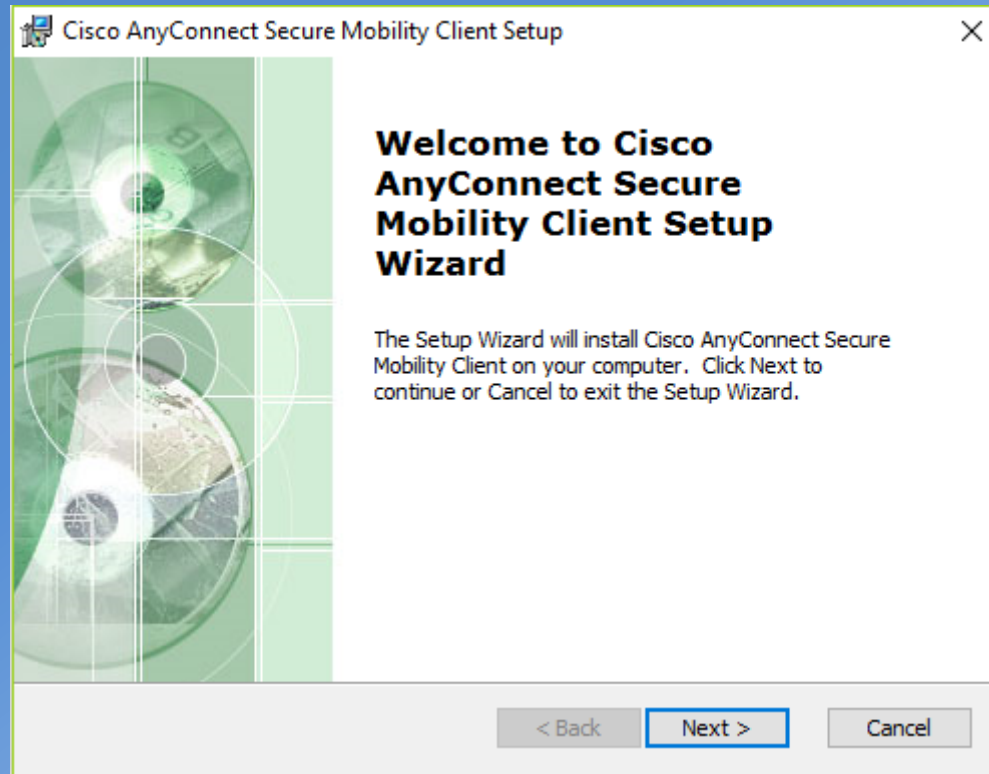 Cisco AnyConnect Secure Mobility Client Setup
Welcome to Cisco
AnyConnect Secure
Mobility Client Setup
Wizard
The Setup Wizard will install Cisco AnyConnect Secure
Mobility Client on your computer.  Click Next to
continue or Cancel to exit the Setup Wizard.
< Back
Next >
Cancel